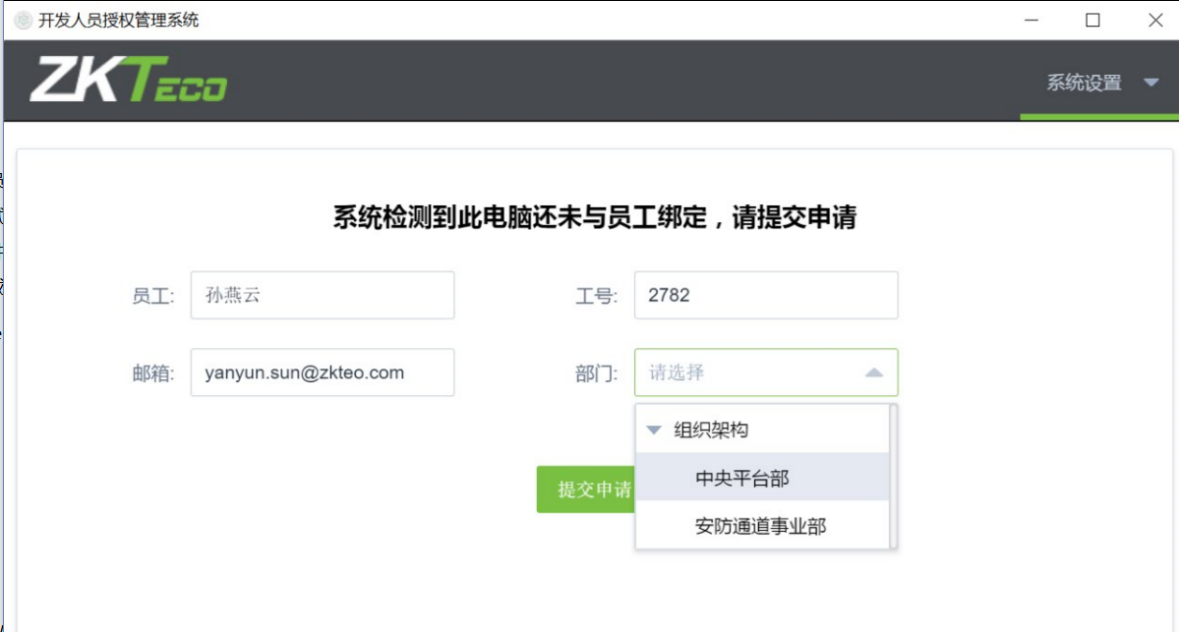 开发人员授权管理系统
ZKTECO
系统设置
系统检测到此电脑还未与员工绑定，请提交申请
员工: 孙燕云 工号: 2782
邮箱: yanyun.sun@zkteo.com 部门: 请选择
组织架构
中央平台部
提交申请
安防通道事业部